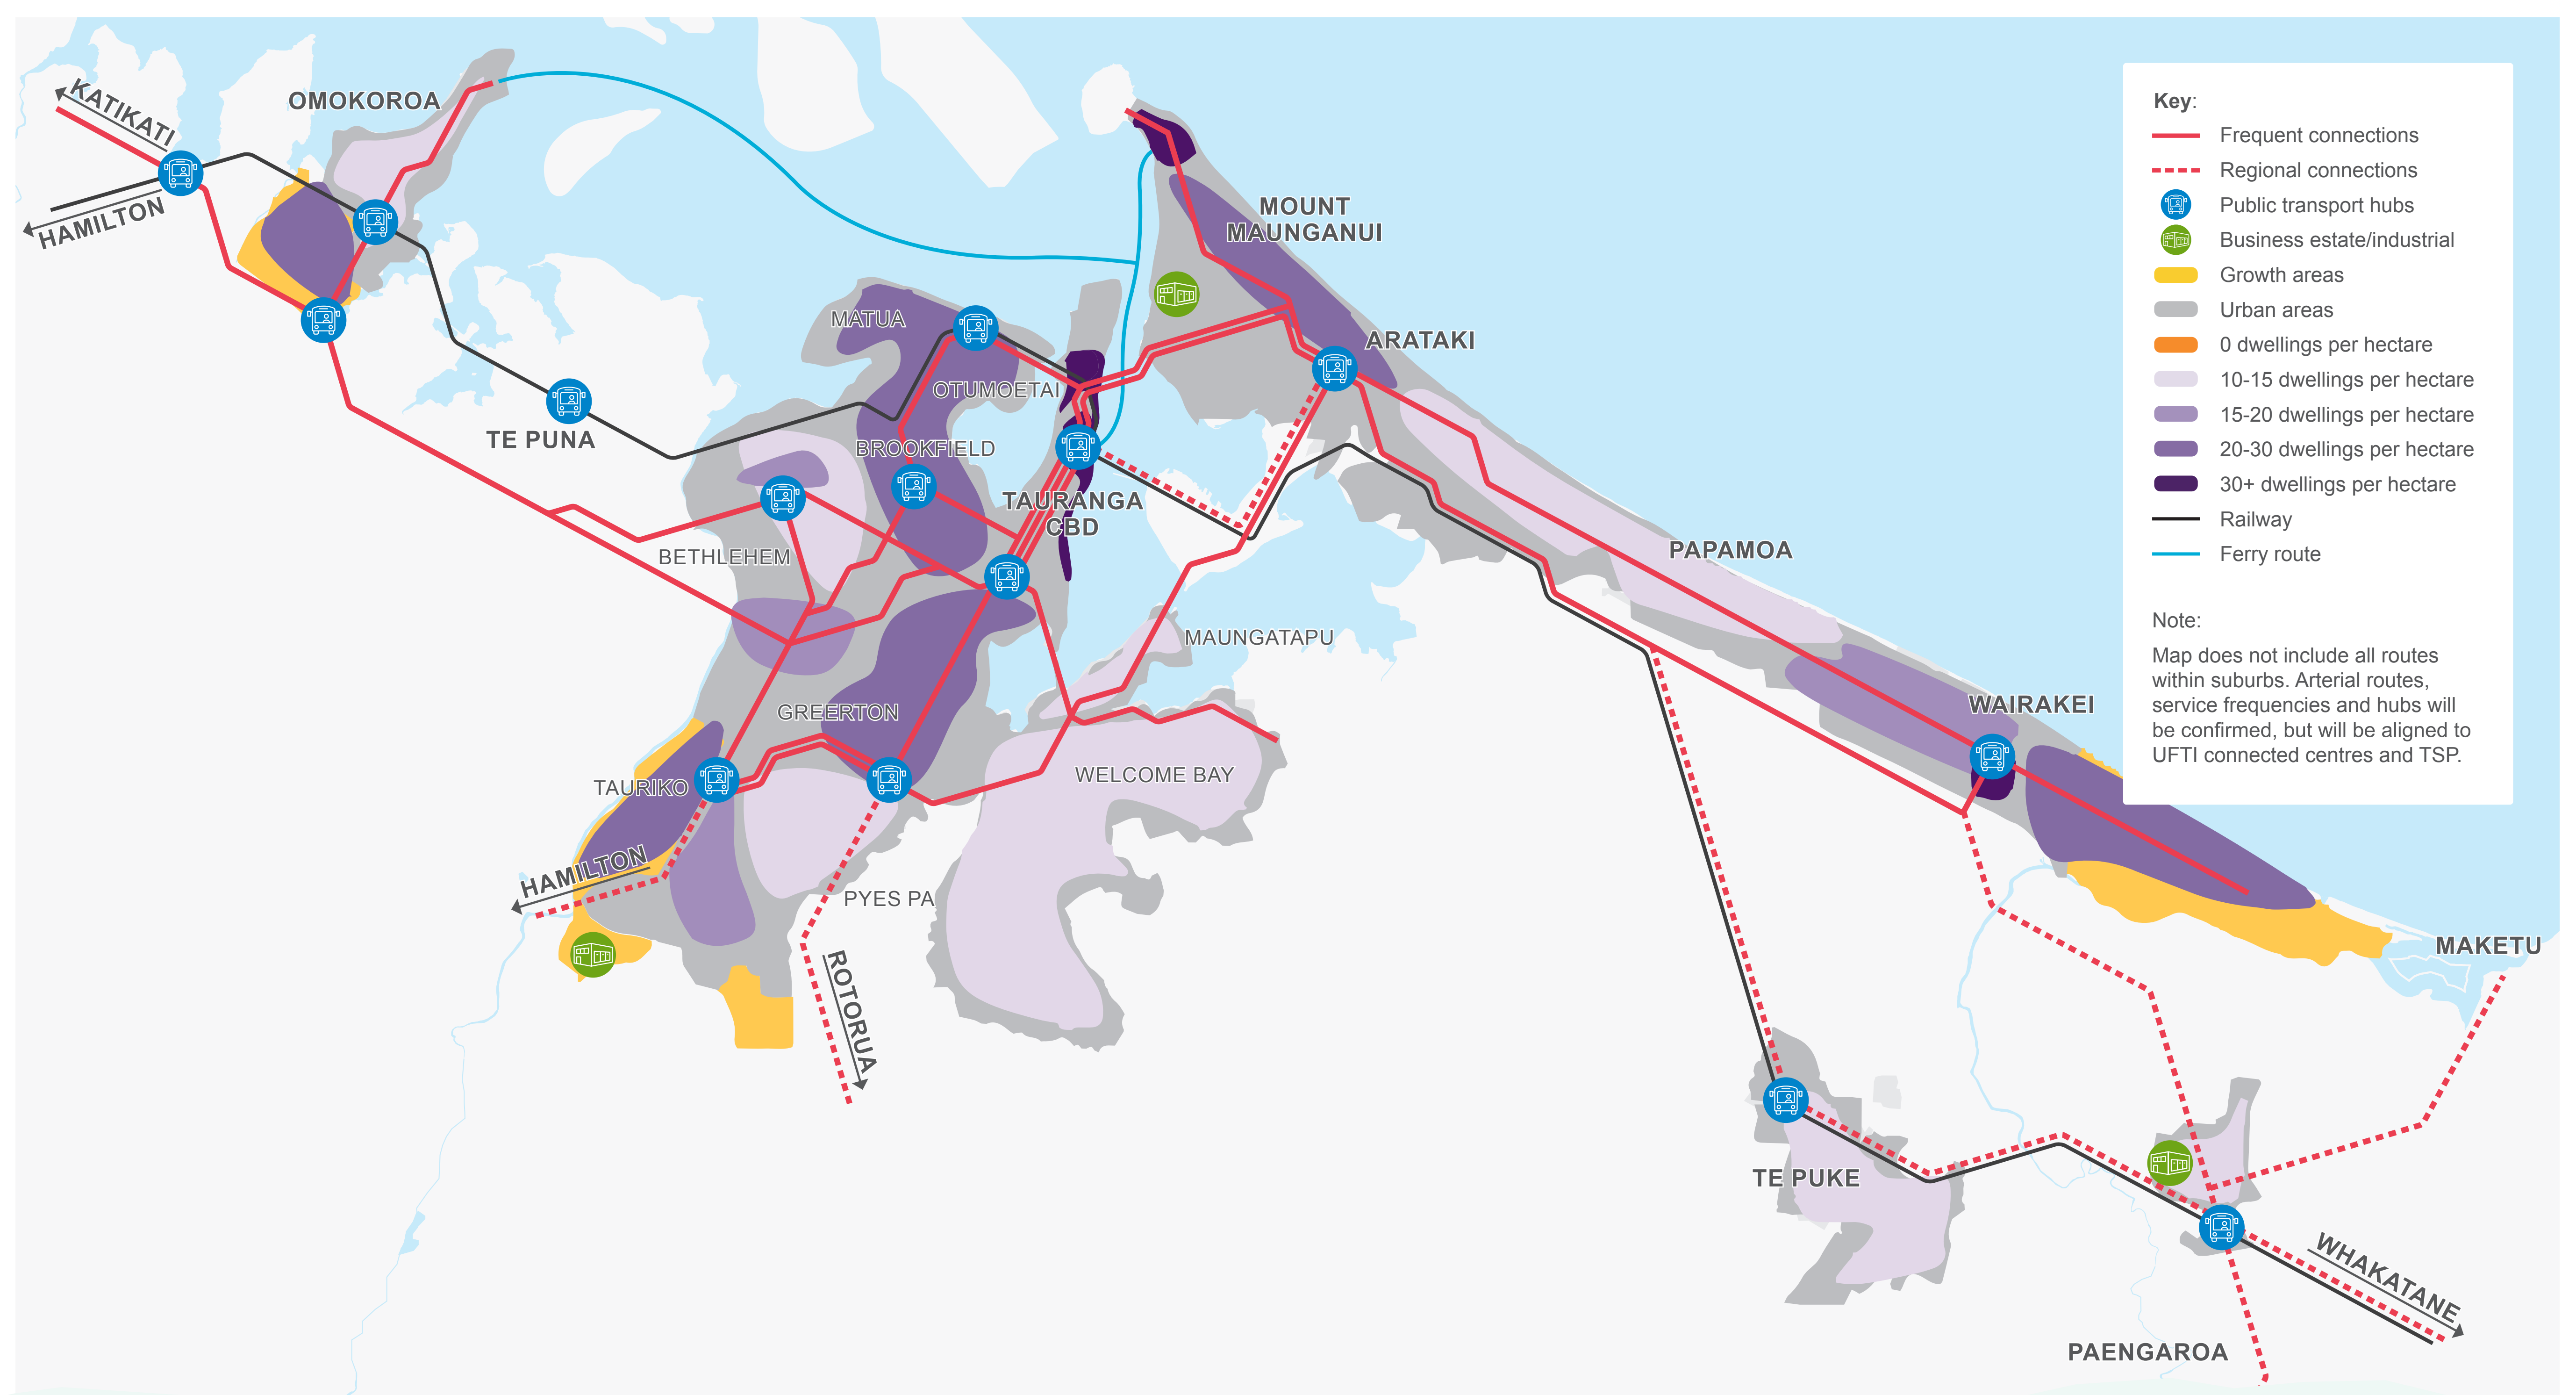 KATIKATI
OMOKOROA
HAMILTON
TE PUNA
MATUA
OTUMOETAI
BROOKFIELD
TAURANGA
CBD
BETHLEHEM
MOUNT
MAUNGANUI
ARATAKI
PAPAMOA
MAUNGATAPU
GREERTON
WELCOME BAY
TAURIKO
HAMILTON
PYES PA
ROTORUA
WAIRAKEI
MAKETU
TE PUKE
WHAKATANE
PAENGAROA
Key:
Frequent connections
Regional connections
Public transport hubs
Business estate/industrial
Growth areas
Urban areas
0 dwellings per hectare
10-15 dwellings per hectare
15-20 dwellings per hectare
20-30 dwellings per hectare
30+ dwellings per hectare
Railway
Ferry route
Note:
Map does not include all routes
within suburbs. Arterial routes,
service frequencies and hubs will
be confirmed, but will be aligned to
UFTI connected centres and TSP.